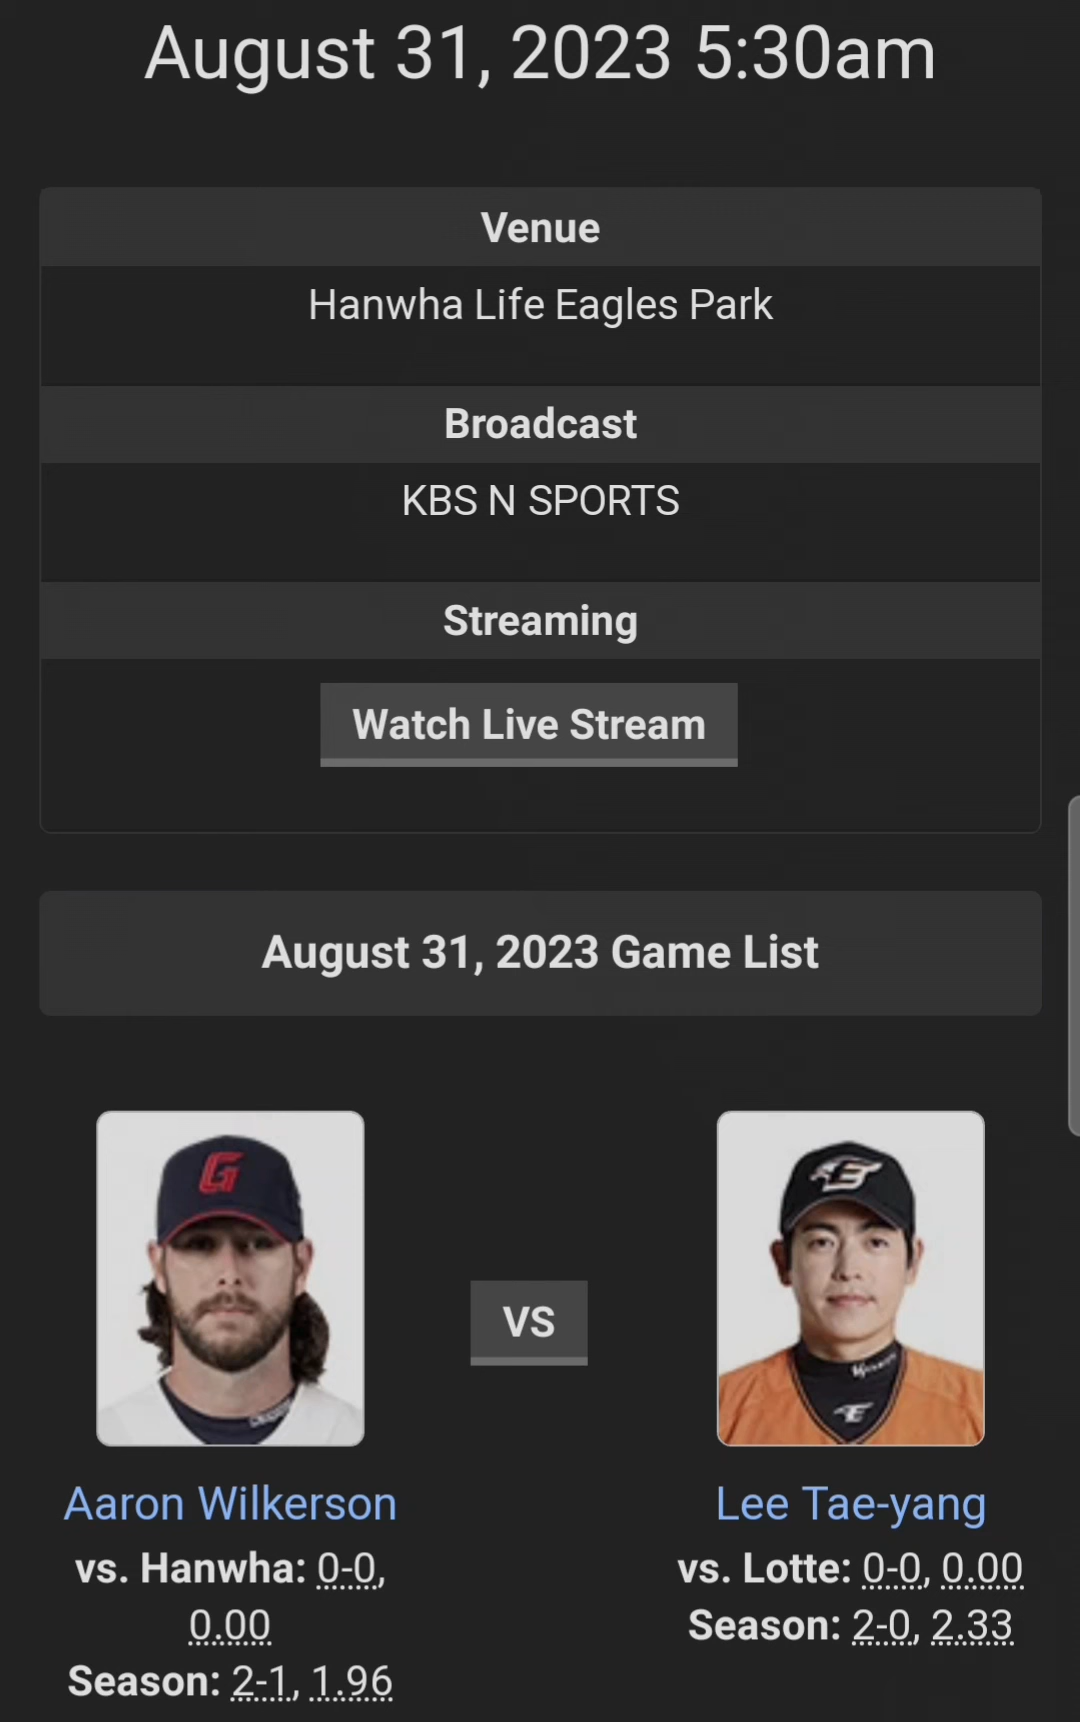 August 31, 2023 5:30am
Venue
Hanwha Life Eagles Park
Broadcast
KBS N SPORTS
Streaming
Watch Live Stream
August 31, 2023 Game List
G
VS
Aaron Wilkerson
vs. Hanwha: 0-0,
0.00
Season: 2-1, 1.96
Lee Tae-yang
vs. Lotte: 0-0, 0.00
Season: 2-0, 2.33